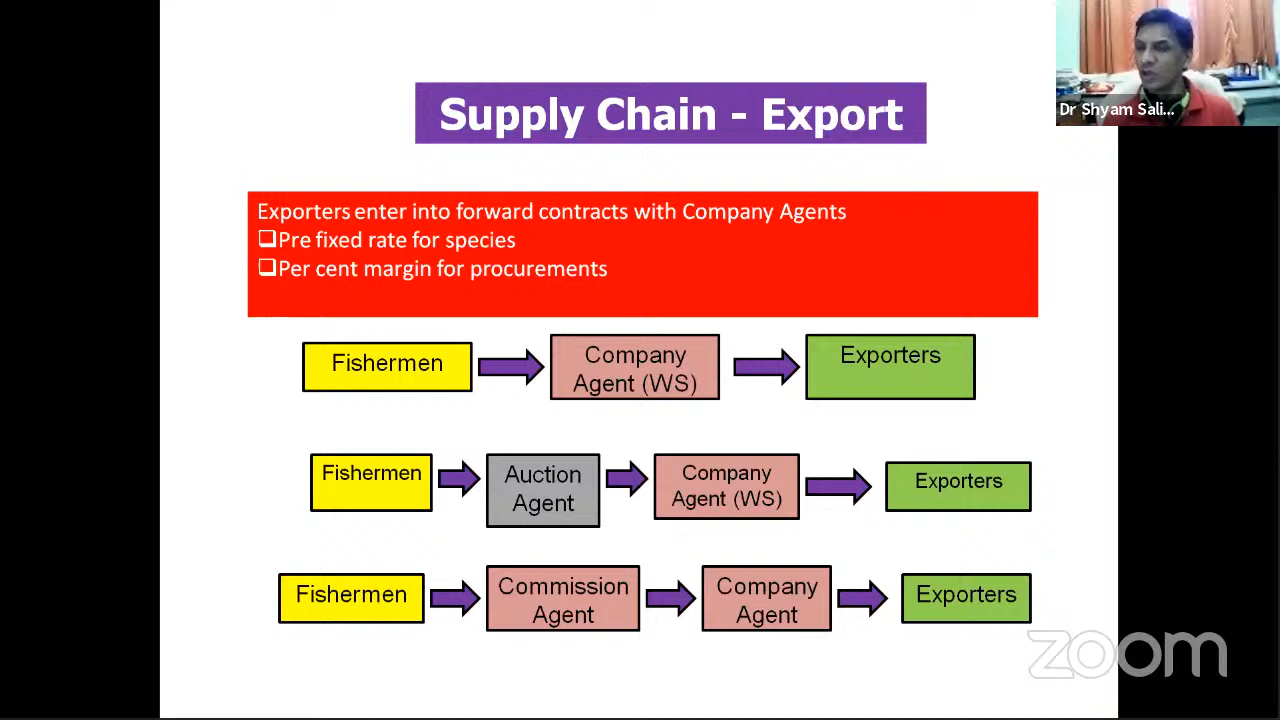 Supply Chain - Export
Dr Shyam Sali...
Exporters enter into forward contracts with Company Agents
❑Pre fixed rate for species
❑Per cent margin for procurements
Fishermen
Company
Agent (WS)
Exporters
Fishermen
Auction
Agent
Company
Agent (WS)
Exporters
Fishermen
Commission
Agent
Company
Agent
Exporters
zoom